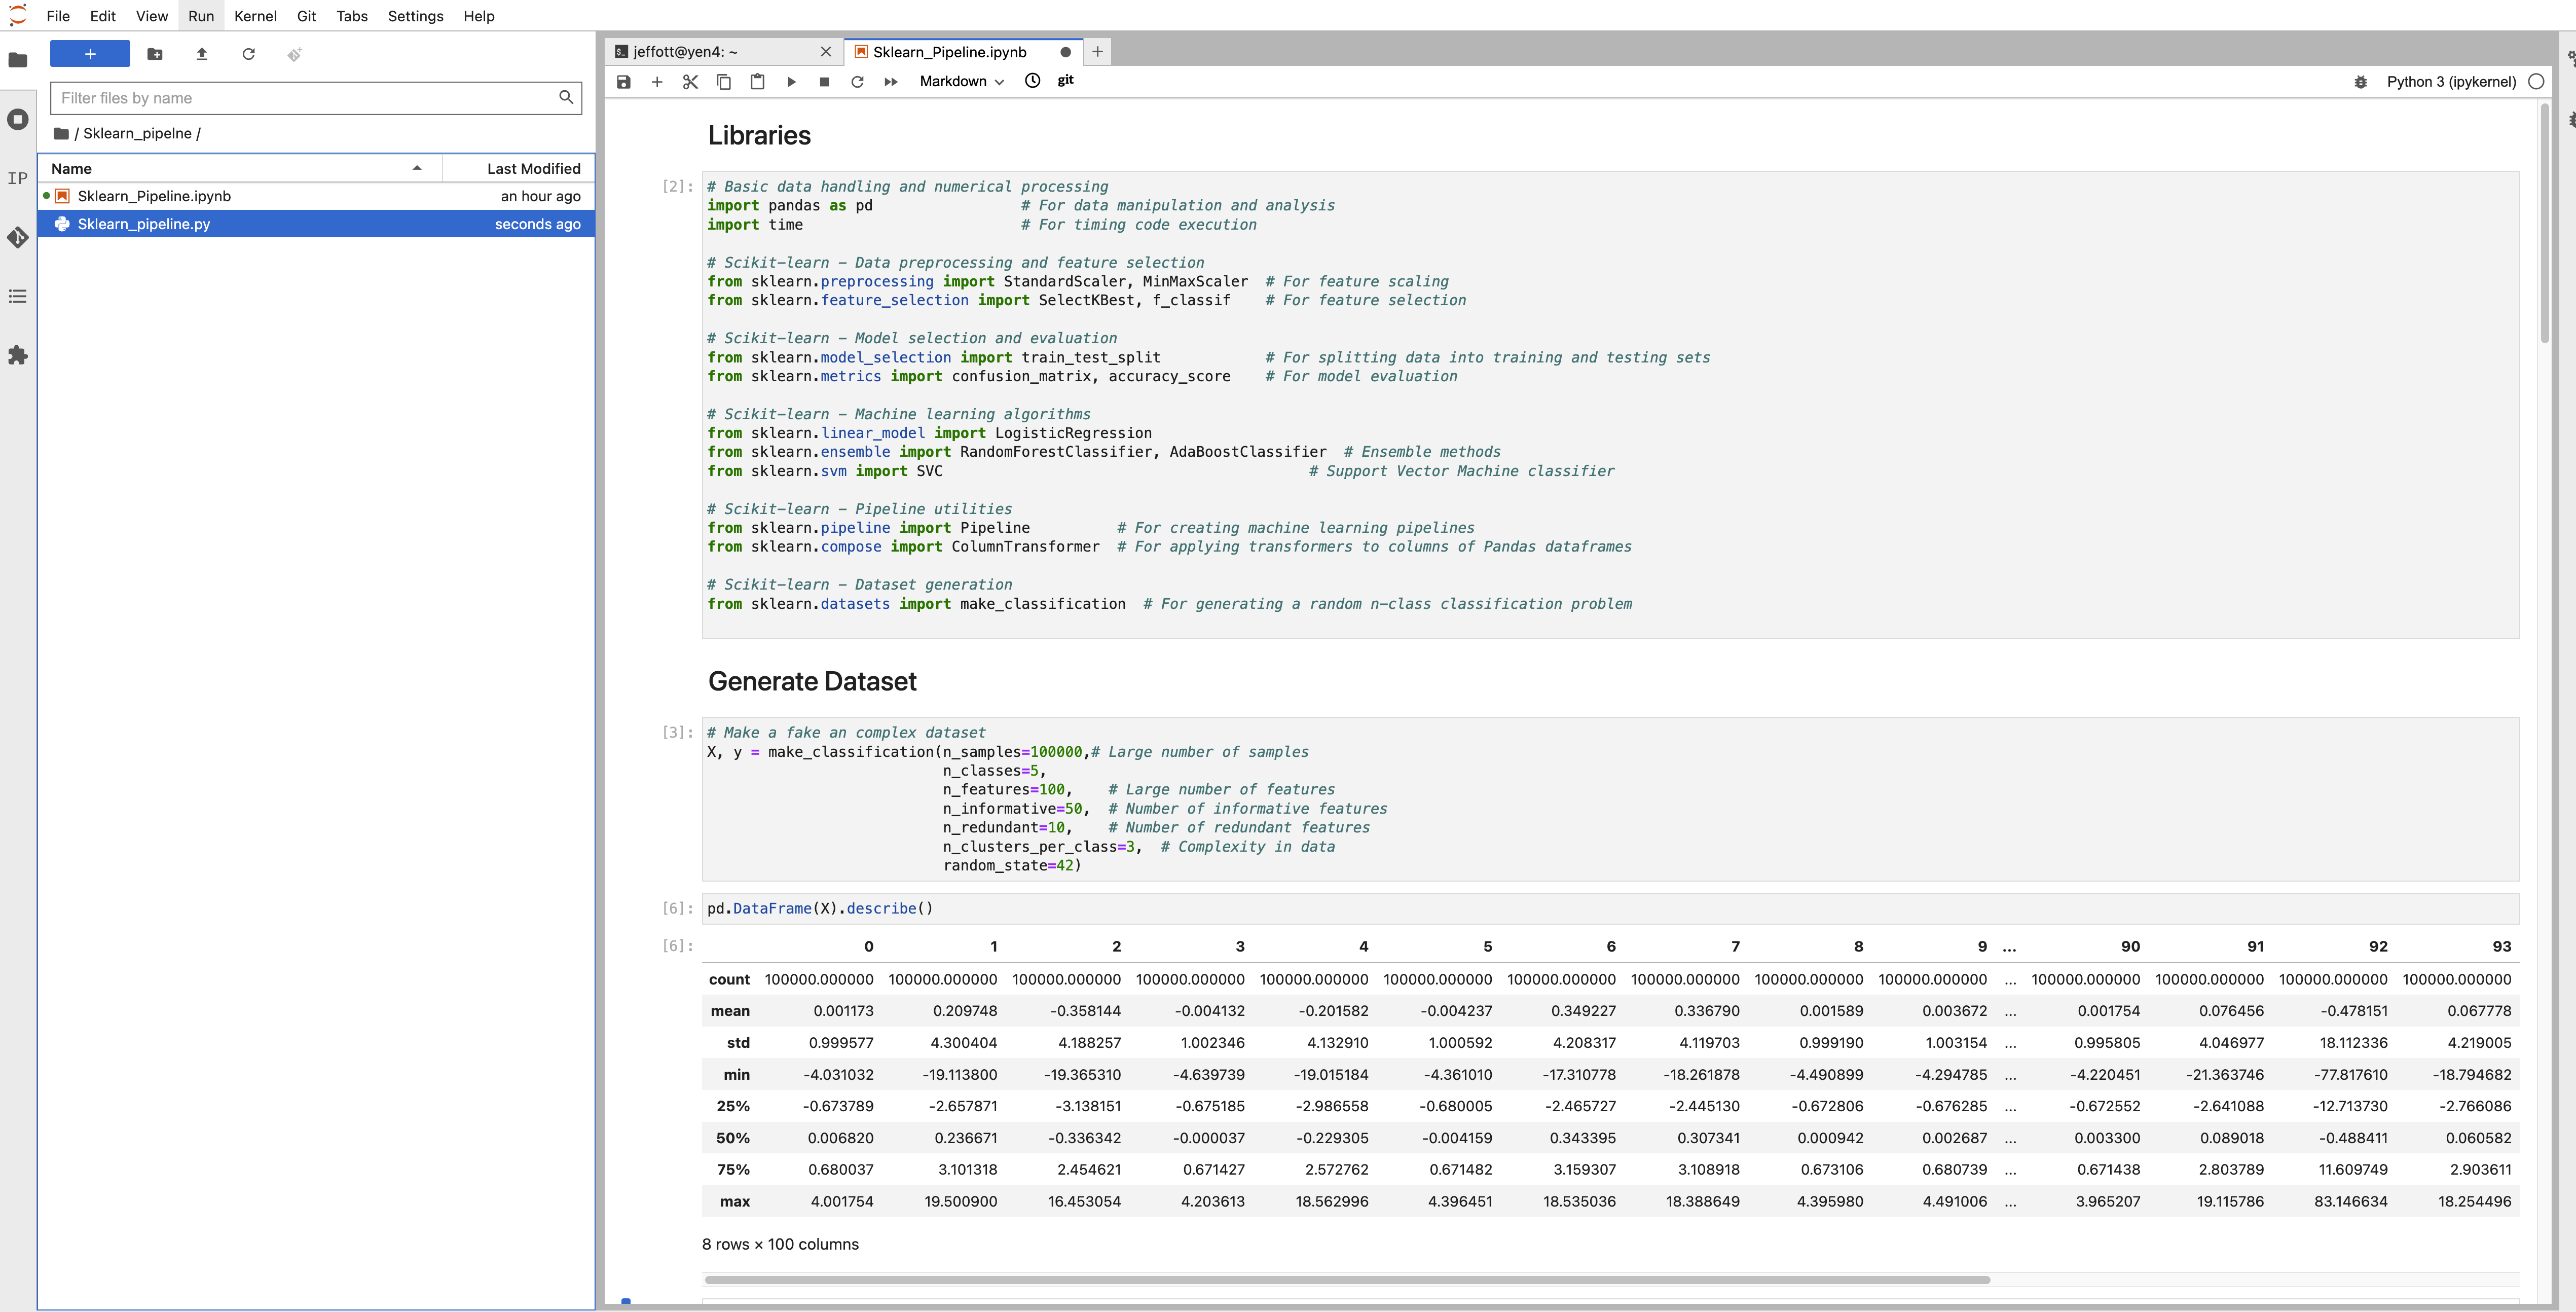 File Edit View Run Kernel Git Tabs Settings Help
+
Filter files by name
/ Sklearn_pipelne /
Name Last Modified
Sklearn_Pipeline.ipynb an hour ago
Sklearn_pipeline.py seconds ago
IP
jeffott@yen4: ~ Sklearn_Pipeline.ipynb
Markdown git Python 3 (ipykernel)
Libraries
[2]: # Basic data handling and numerical processing
import pandas as pd # For data manipulation and analysis
import time # For timing code execution
# Scikit-learn - Data preprocessing and feature selection
from sklearn.preprocessing import StandardScaler, MinMaxScaler # For feature scaling
from sklearn.feature_selection import SelectKBest, f_classif # For feature selection
# Scikit-learn - Model selection and evaluation
from sklearn.model_selection import train_test_split # For splitting data into training and testing sets
from sklearn.metrics import confusion_matrix, accuracy_score # For model evaluation
# Scikit-learn - Machine learning algorithms
from sklearn.linear_model import LogisticRegression
from sklearn.ensemble import RandomForestClassifier, AdaBoostClassifier # Ensemble methods
from sklearn.svm import SVC # Support Vector Machine classifier
# Scikit-learn - Pipeline utilities
from sklearn.pipeline import Pipeline # For creating machine learning pipelines
from sklearn.compose import ColumnTransformer # For applying transformers to columns of Pandas dataframes
# Scikit-learn - Dataset generation
from sklearn.datasets import make_classification # For generating a random n-class classification problem
Generate Dataset
[3]: # Make a fake an complex dataset
X, y = make_classification(n_samples=100000,# Large number of samples
n_classes=5,
n_features=100, # Large number of features
n_informative=50, # Number of informative features
n_redundant=10, # Number of redundant features
n_clusters_per_class=3, # Complexity in data
random_state=42)
[6]: pd.DataFrame(X).describe()
[6]: 0 1 2 3 4 5 6 7 8 9 ... 90 91 92 93
count 100000.000000 100000.000000 100000.000000 100000.000000 100000.000000 100000.000000 100000.000000 100000.000000 100000.000000 100000.000000 ... 100000.000000 100000.000000 100000.000000 100000.000000
mean 0.001173 0.209748 -0.358144 -0.004132 -0.201582 -0.004237 0.349227 0.336790 0.001589 0.003672 ... 0.001754 0.076456 -0.478151 0.067778
std 0.999577 4.300404 4.188257 1.002346 4.132910 1.000592 4.208317 4.119703 0.999190 1.003154 ... 0.995805 4.046977 18.112336 4.219005
min -4.031032 -19.113800 -19.365310 -4.639739 -19.015184 -4.361010 -17.310778 -18.261878 -4.490899 -4.294785 ... -4.220451 -21.363746 -77.817610 -18.794682
25% -0.673789 -2.657871 -3.138151 -0.675185 -2.986558 -0.680005 -2.465727 -2.445130 -0.672806 -0.676285 ... -0.672552 -2.641088 -12.713730 -2.766086
50% 0.006820 0.236671 -0.336342 -0.000037 -0.229305 -0.004159 0.343395 0.307341 0.000942 0.002687 ... 0.003300 0.089018 -0.488411 0.060582
75% 0.680037 3.101318 2.454621 0.671427 2.572762 0.671482 3.159307 3.108918 0.673106 0.680739 ... 0.671438 2.803789 11.609749 2.903611
max 4.001754 19.500900 16.453054 4.203613 18.562996 4.396451 18.535036 18.388649 4.395980 4.491006 ... 3.965207 19.115786 83.146634 18.254496
8 rows × 100 columns